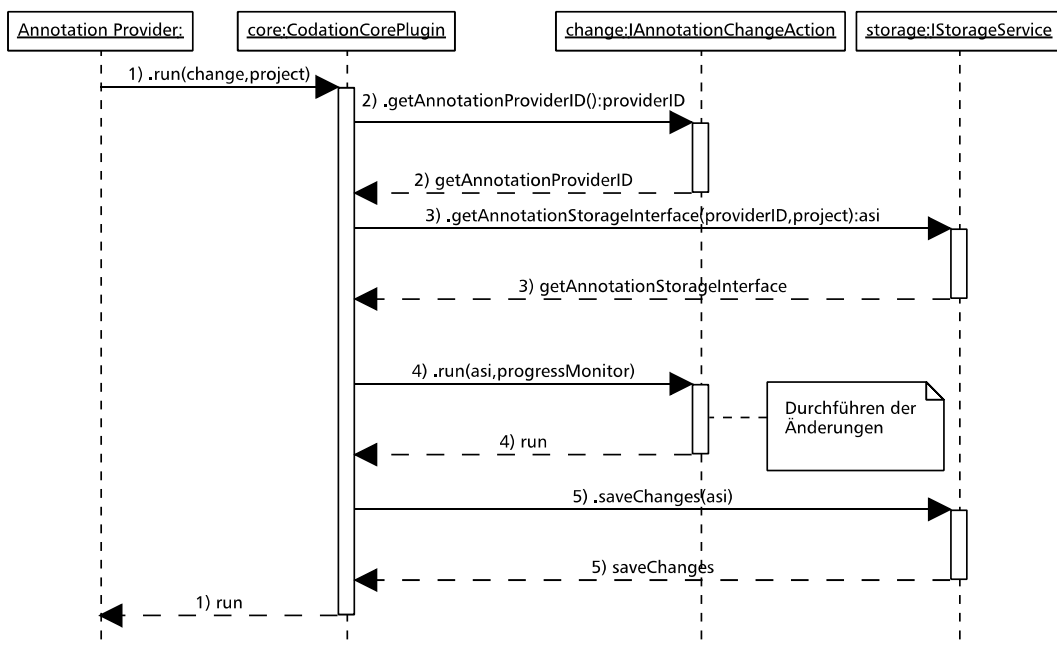 Annotation Provider:
core:CodationCorePlugin
change:IAnnotationChangeAction
storage:IStorageService
1) .run(change,project)
2) .getAnnotationProviderID():providerID
2) getAnnotationProviderID
3) .getAnnotationStorageInterface(providerID,project):asi
3) getAnnotationStorageInterface
4) .run(asi,progressMonitor)
Durchführen der
Änderungen
4) run
5) .saveChanges(asi)
5) saveChanges
1) run